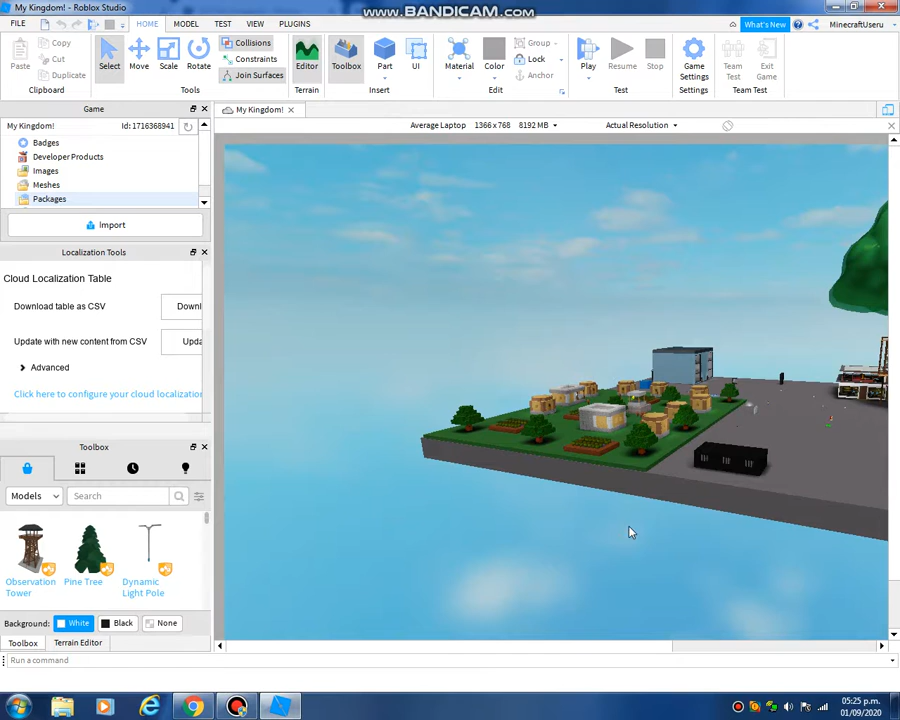 My Kingdom! - Roblox Studio
www.BANDICAM.com
FILE HOME MODEL TEST VIEW PLUGINS
What's New MinecraftUseru
Paste Copy Cut Duplicate
Select Move Scale Rotate
Collisions
Constraints
Join Surfaces
Editor Toolbox Part UI
Material Color Group Lock Anchor
Play Resume Stop
Game Settings Team Test Exit Game
Clipboard Tools Terrain Insert Edit Test Settings Team Test
Game
My Kingdom! Id: 1716368941
Badges
Developer Products
Images
Meshes
Packages
Import
My Kingdom!
Average Laptop 1366 x 768 8192 MB Actual Resolution
Localization Tools
Cloud Localization Table
Download table as CSV Downl
Update with new content from CSV Upda
Advanced
Click here to configure your cloud localization
Toolbox
Models Search
Observation Tower
Pine Tree
Dynamic Light Pole
Background: White Black None
Toolbox Terrain Editor
Run a command
05:25 p.m.
01/09/2020